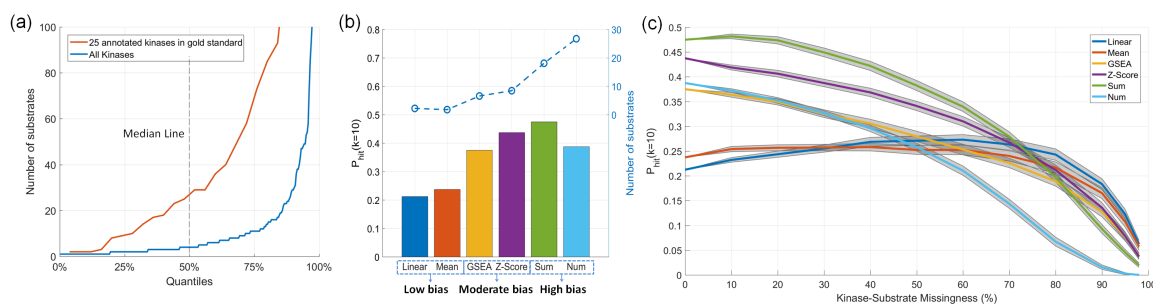 (a)
100
80
60
40
20
0
Number of substrates
25 annotated kinases in gold standard
All Kinases
Median Line
0%
25%
50%
75%
100%
Quantiles
(b)
0.8
0.7
0.6
0.5
0.4
0.3
0.2
0.1
0
P_hit(k=10)
30
20
10
0
Number of substrates
Linear
Mean
GSEA
Z-Score
Sum
Num
Low bias
Moderate bias
High bias
(c)
0.5
0.45
0.4
0.35
0.3
0.25
0.2
0.15
0.1
0.05
0
P_hit(k=10)
Linear
Mean
GSEA
Z-Score
Sum
Num
0
10
20
30
40
50
60
70
80
90
100
Kinase-Substrate Missingness (%)